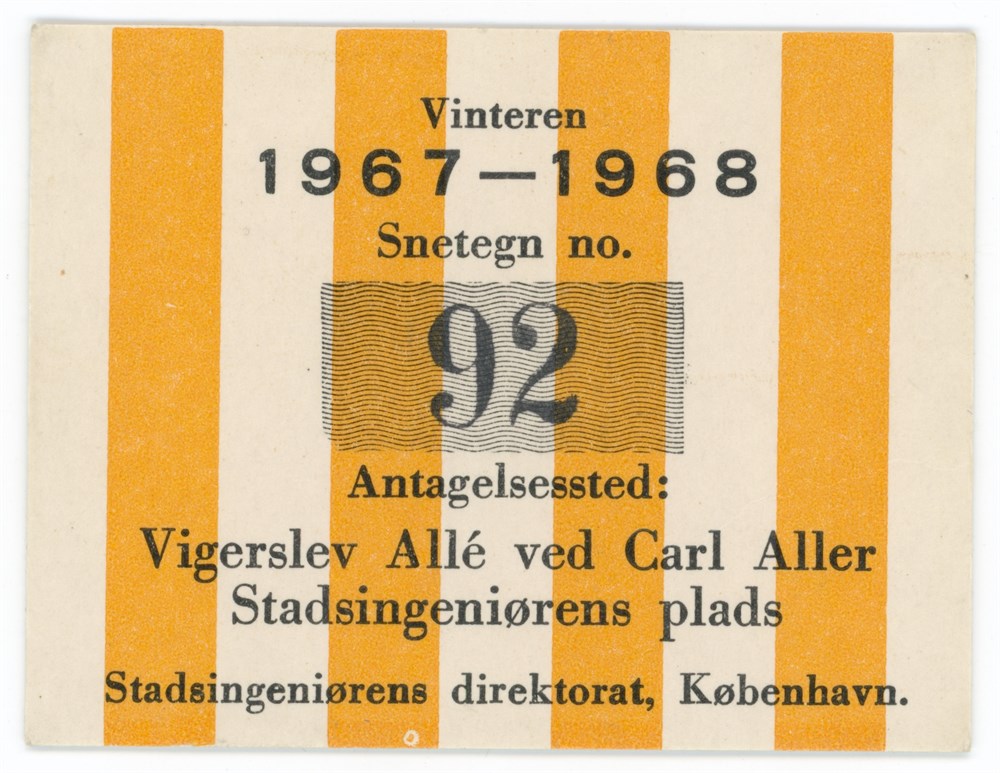 Vinteren
1967—1968
Snetegn no.
92
Antagelsessted:
Vigerslev Allé ved Carl Aller
Stadsingeniørens plads
Stadsingeniørens direktorat, København.